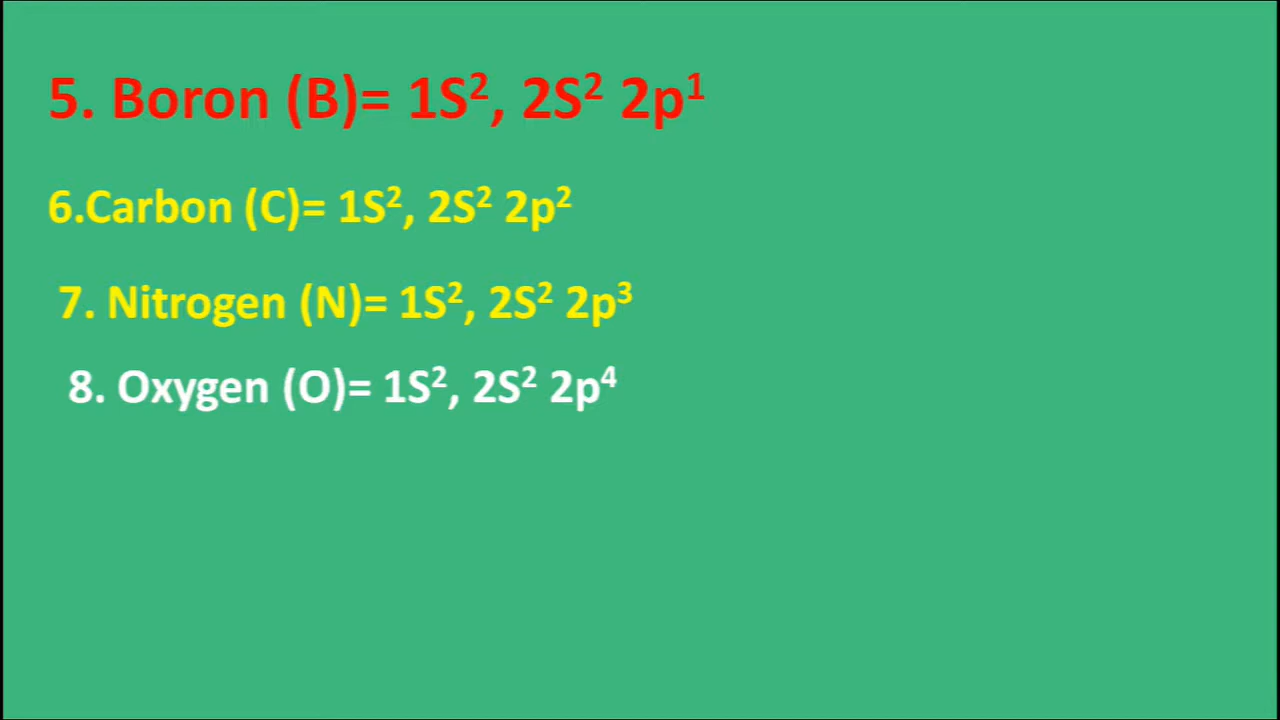 5. Boron (B)= 1S², 2S² 2p¹
6.Carbon (C)= 1S², 2S² 2p²
7. Nitrogen (N)= 1S², 2S² 2p³
8. Oxygen (O)= 1S², 2S² 2p⁴